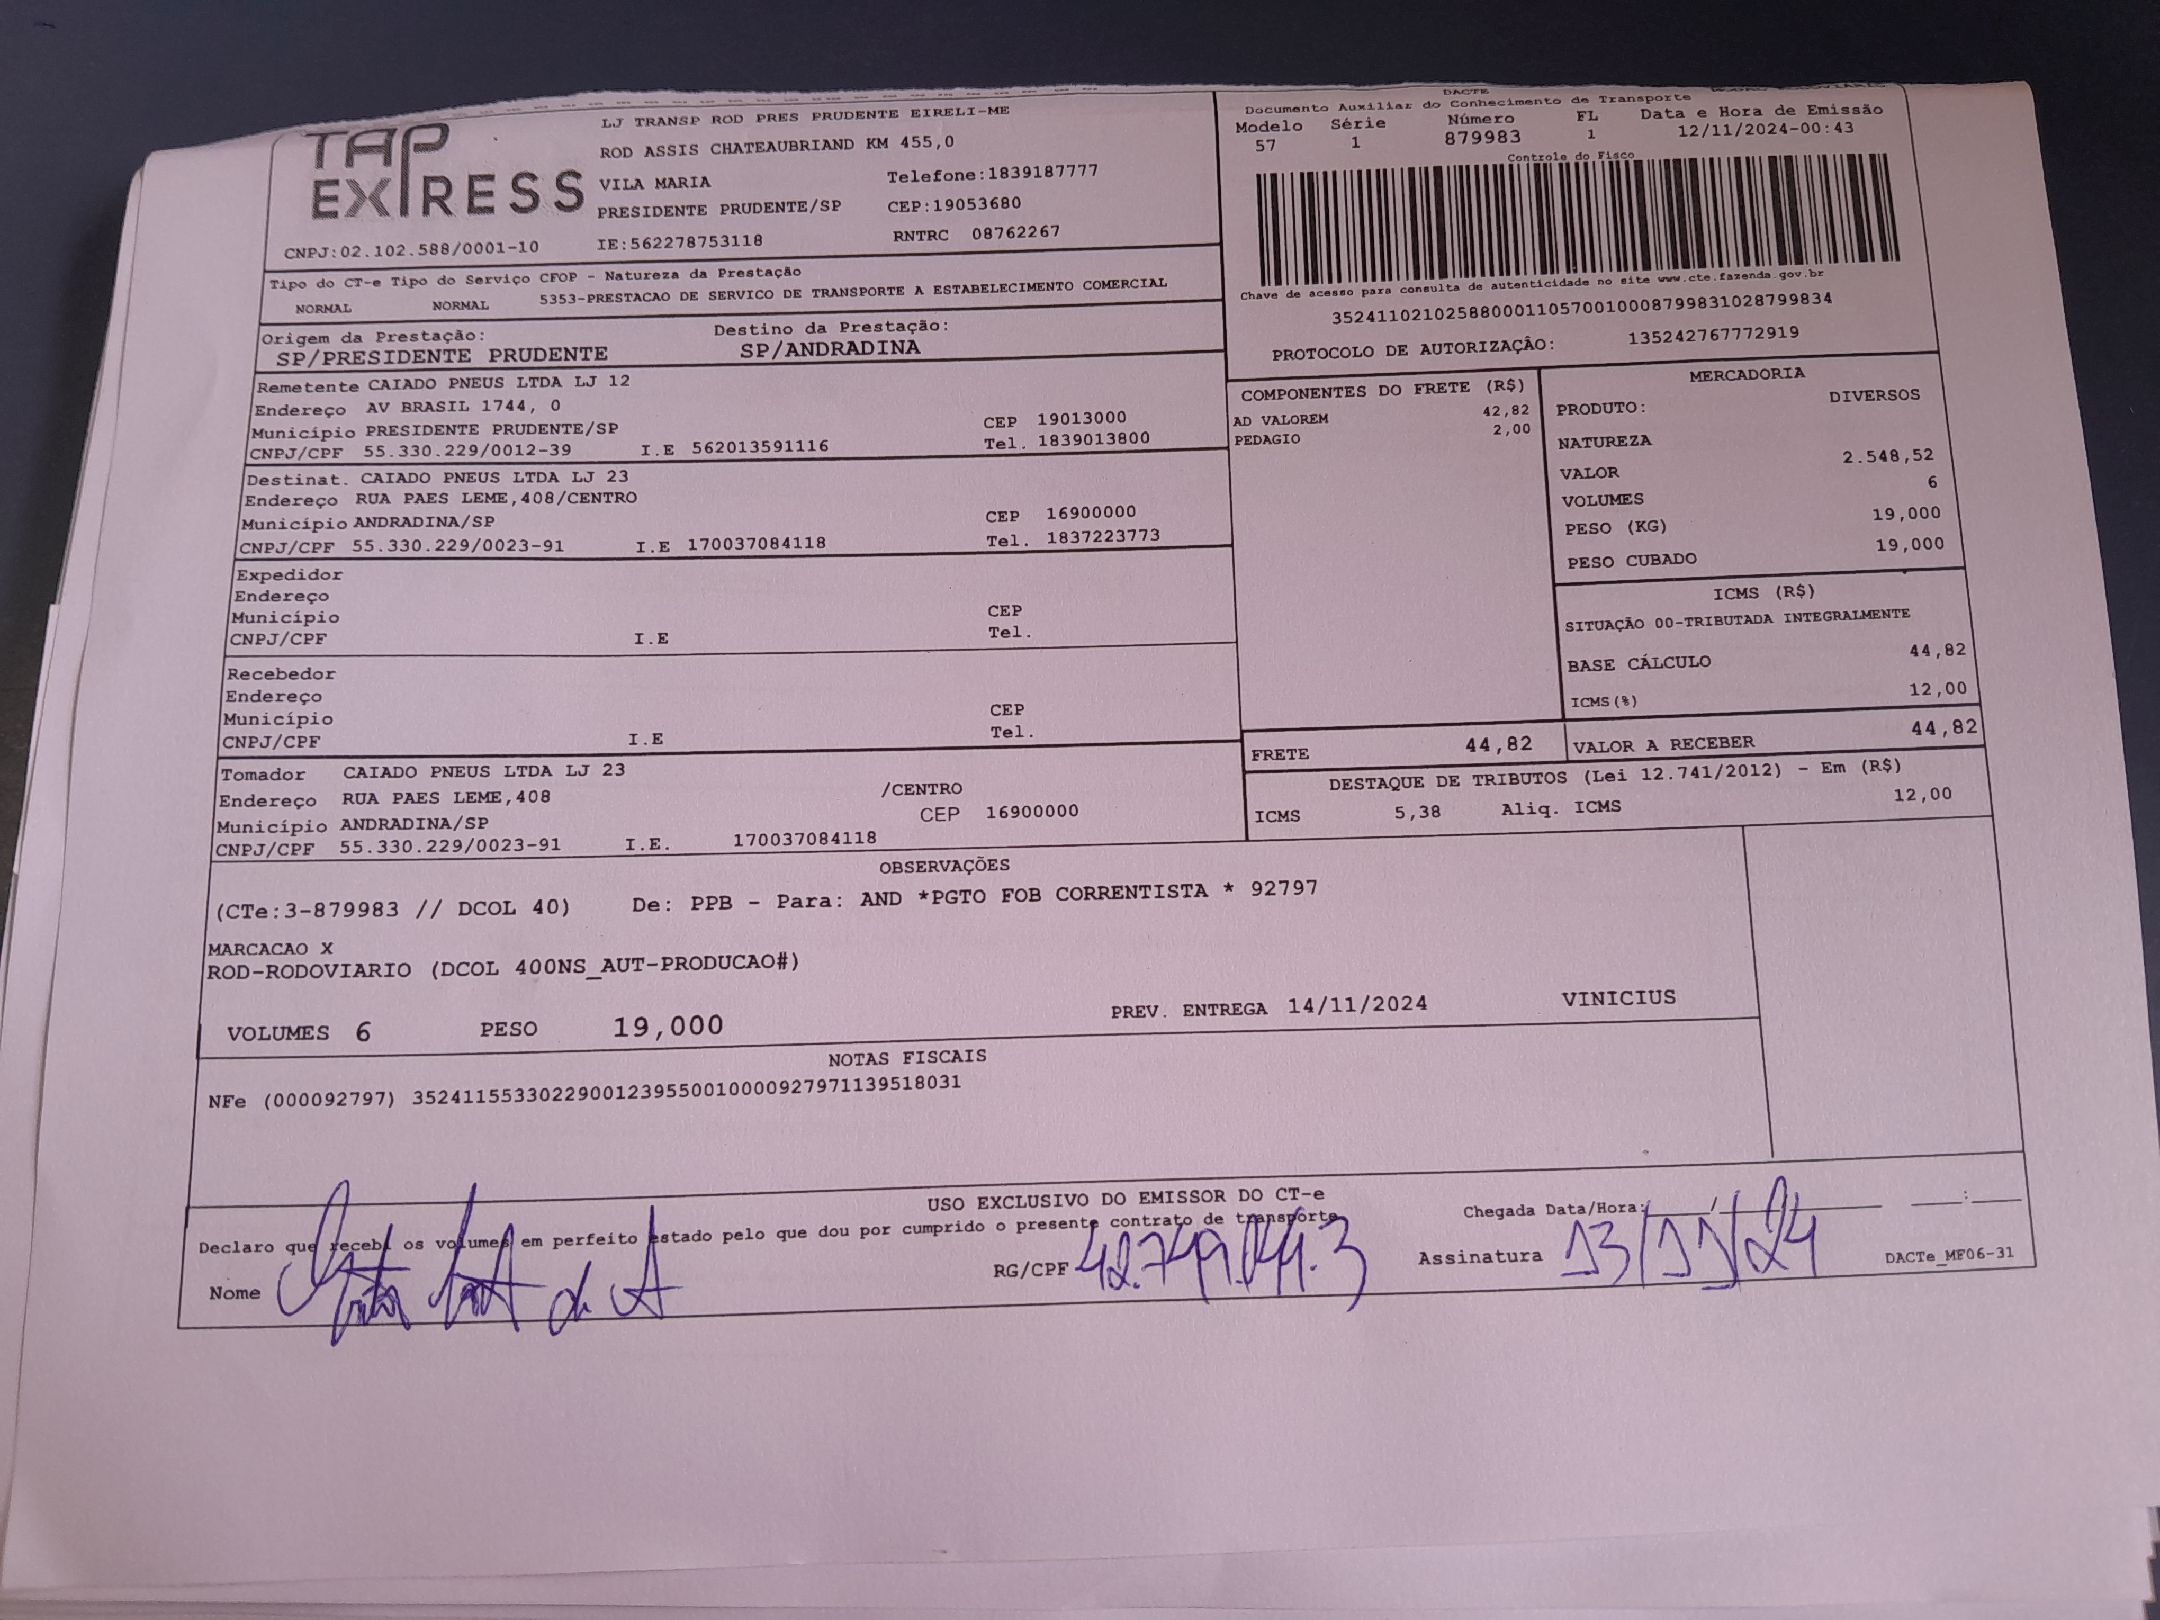 TAP
EXPRESS
LJ TRANSP ROD PRES PRUDENTE EIRELI-ME
ROD ASSIS CHATEAUBRIAND KM 455,0
VILA MARIA Telefone:1839187777
PRESIDENTE PRUDENTE/SP CEP:19053680
CNPJ:02.102.588/0001-10 IE:562278753118 RNTRC 08762267
DACTE
Documento Auxiliar do Conhecimento de Transporte
Modelo Série Número FL Data e Hora de Emissão
57 1 879983 1 12/11/2024-00:43
Controle do Fisco
Chave de acesso para consulta de autenticidade no site www.cte.fazenda.gov.br
35241102102588000110570010008799831028799834
PROTOCOLO DE AUTORIZAÇÃO: 135242767772919
Tipo do CT-e Tipo do Serviço CFOP - Natureza da Prestação
NORMAL NORMAL 5353-PRESTACAO DE SERVICO DE TRANSPORTE A ESTABELECIMENTO COMERCIAL
Origem da Prestação: Destino da Prestação:
SP/PRESIDENTE PRUDENTE SP/ANDRADINA
Remetente CAIADO PNEUS LTDA LJ 12
Endereço AV BRASIL 1744, 0
Município PRESIDENTE PRUDENTE/SP CEP 19013000
CNPJ/CPF 55.330.229/0012-39 I.E 562013591116 Tel. 1839013800
Destinat. CAIADO PNEUS LTDA LJ 23
Endereço RUA PAES LEME,408/CENTRO
Município ANDRADINA/SP CEP 16900000
CNPJ/CPF 55.330.229/0023-91 I.E 170037084118 Tel. 1837223773
Expedidor
Endereço
Município CEP
CNPJ/CPF I.E Tel.
Recebedor
Endereço
Município CEP
CNPJ/CPF I.E Tel.
Tomador CAIADO PNEUS LTDA LJ 23
Endereço RUA PAES LEME,408 /CENTRO
Município ANDRADINA/SP CEP 16900000
CNPJ/CPF 55.330.229/0023-91 I.E. 170037084118
COMPONENTES DO FRETE (R$)
AD VALOREM 42,82
PEDAGIO 2,00
MERCADORIA
PRODUTO: DIVERSOS
NATUREZA
VALOR 2.548,52
VOLUMES 6
PESO (KG) 19,000
PESO CUBADO 19,000
ICMS (R$)
SITUAÇÃO 00-TRIBUTADA INTEGRALMENTE
BASE CÁLCULO 44,82
ICMS(%) 12,00
FRETE 44,82 VALOR A RECEBER 44,82
DESTAQUE DE TRIBUTOS (Lei 12.741/2012) - Em (R$)
ICMS 5,38 Aliq. ICMS 12,00
OBSERVAÇÕES
(CTe:3-879983 // DCOL 40) De: PPB - Para: AND *PGTO FOB CORRENTISTA * 92797
MARCACAO X
ROD-RODOVIARIO (DCOL 400NS_AUT-PRODUCAO#)
VOLUMES 6 PESO 19,000 PREV. ENTREGA 14/11/2024 VINICIUS
NOTAS FISCAIS
NFe (000092797) 35241155330229001239550010000927971139518031
USO EXCLUSIVO DO EMISSOR DO CT-e
Declaro que recebi os volumes em perfeito estado pelo que dou por cumprido o presente contrato de transporte
Chegada Data/Hora: / :
Nome RG/CPF Assinatura 13/11/24 DACTe_MF06-31